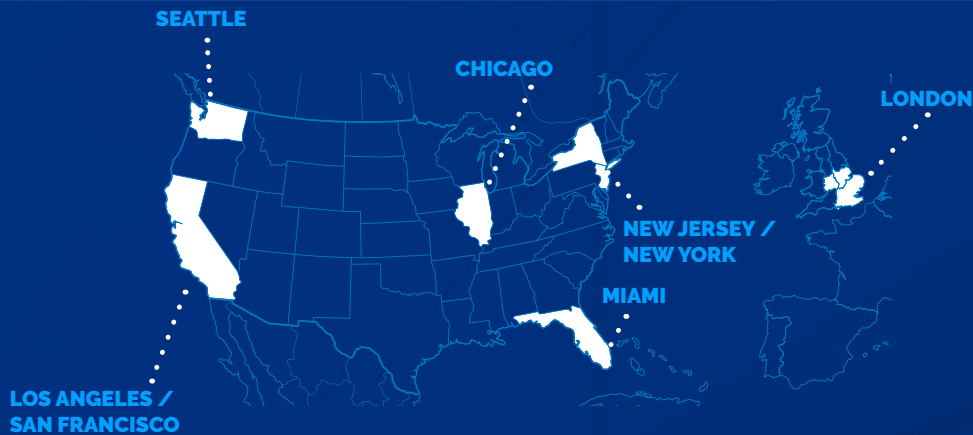 SEATTLE
CHICAGO
LONDON
NEW JERSEY /
NEW YORK
MIAMI
LOS ANGELES /
SAN FRANCISCO